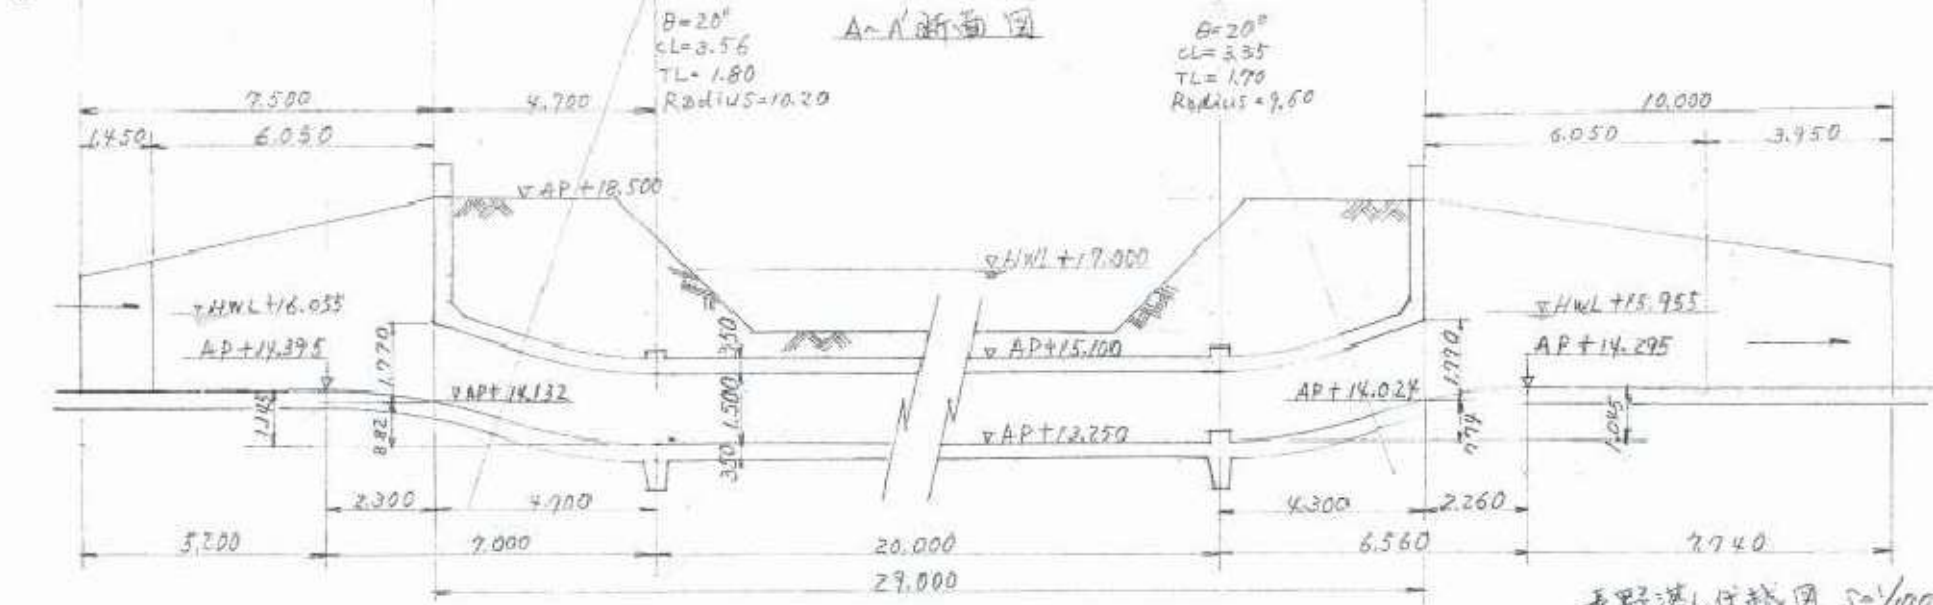 A~A'断面図
θ=20°
CL=3.56
TL=1.80
Radius=10.20
θ=20°
CL=3.35
TL=1.70
Radius=9.60
7.500
4.700
10.000
1.450
6.050
6.050
3.950
▽AP+18.500
▽HWL+17.000
▽HWL+16.055
▽HWL+15.955
AP+14.395
1.770
350
▽AP+15.100
1.770
AP+14.295
▽AP+14.132
1.500
AP+14.024
1.145
882
▽AP+13.250
350
774
1.045
2.300
4.700
4.300
2.260
5.200
7.000
20.000
6.560
7.740
29.000